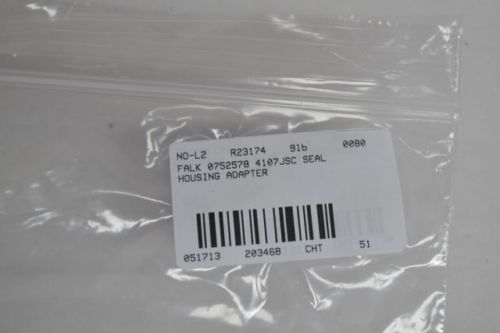 NO-L2 R23174 91b 0080
FALK 0752578 4107JSC SEAL
HOUSING ADAPTER
051713 203468 CHT 51